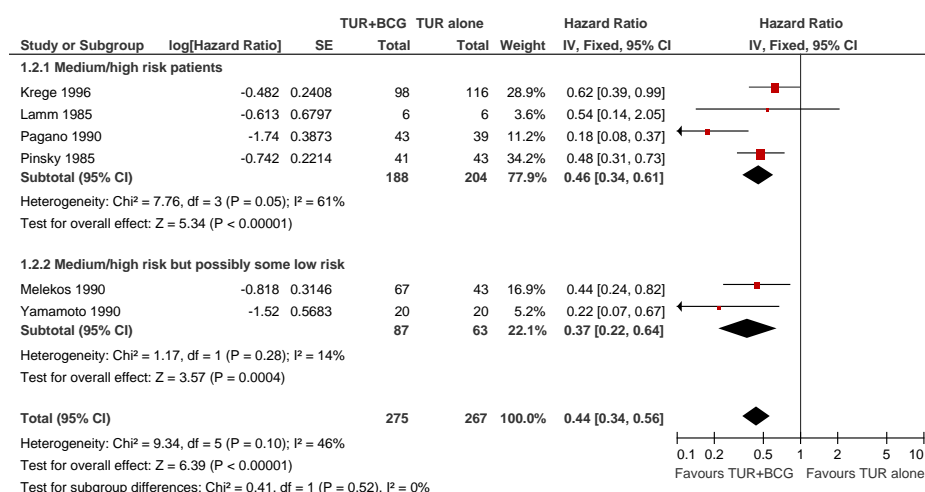 TUR+BCG TUR alone Hazard Ratio Hazard Ratio
Study or Subgroup log[Hazard Ratio] SE Total Total Weight IV, Fixed, 95% CI IV, Fixed, 95% CI
1.2.1 Medium/high risk patients
Krege 1996 -0.482 0.2408 98 116 28.9% 0.62 [0.39, 0.99]
Lamm 1985 -0.613 0.6797 6 6 3.6% 0.54 [0.14, 2.05]
Pagano 1990 -1.74 0.3873 43 39 11.2% 0.18 [0.08, 0.37]
Pinsky 1985 -0.742 0.2214 41 43 34.2% 0.48 [0.31, 0.73]
Subtotal (95% CI) 188 204 77.9% 0.46 [0.34, 0.61]
Heterogeneity: Chi² = 7.76, df = 3 (P = 0.05); I² = 61%
Test for overall effect: Z = 5.34 (P < 0.00001)
1.2.2 Medium/high risk but possibly some low risk
Melekos 1990 -0.818 0.3146 67 43 16.9% 0.44 [0.24, 0.82]
Yamamoto 1990 -1.52 0.5683 20 20 5.2% 0.22 [0.07, 0.67]
Subtotal (95% CI) 87 63 22.1% 0.37 [0.22, 0.64]
Heterogeneity: Chi² = 1.17, df = 1 (P = 0.28); I² = 14%
Test for overall effect: Z = 3.57 (P = 0.0004)
Total (95% CI) 275 267 100.0% 0.44 [0.34, 0.56]
Heterogeneity: Chi² = 9.34, df = 5 (P = 0.10); I² = 46%
0.1 0.2 0.5 1 2 5 10
Test for overall effect: Z = 6.39 (P < 0.00001)
Favours TUR+BCG Favours TUR alone
Test for subgroup differences: Chi² = 0.41, df = 1 (P = 0.52), I² = 0%